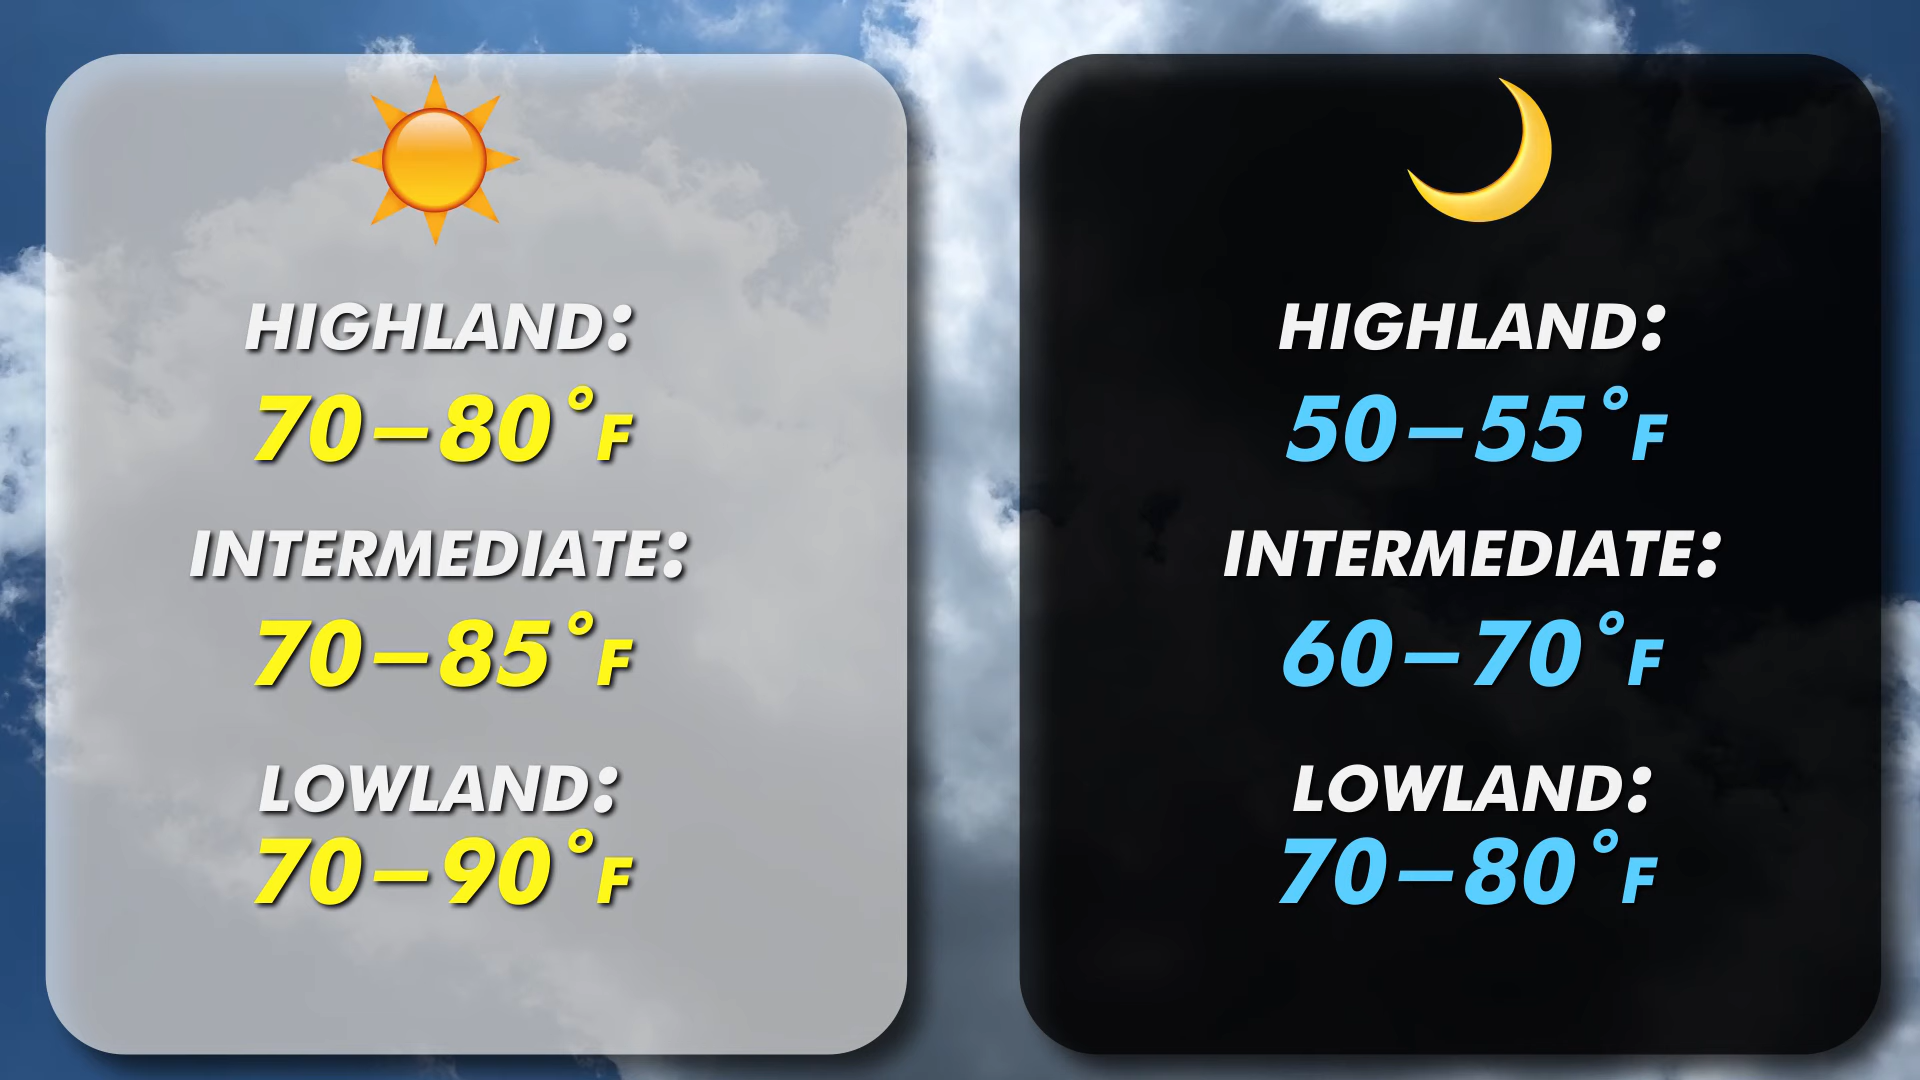 HIGHLAND:
70–80°F
INTERMEDIATE:
70–85°F
LOWLAND:
70–90°F
HIGHLAND:
50–55°F
INTERMEDIATE:
60–70°F
LOWLAND:
70–80°F